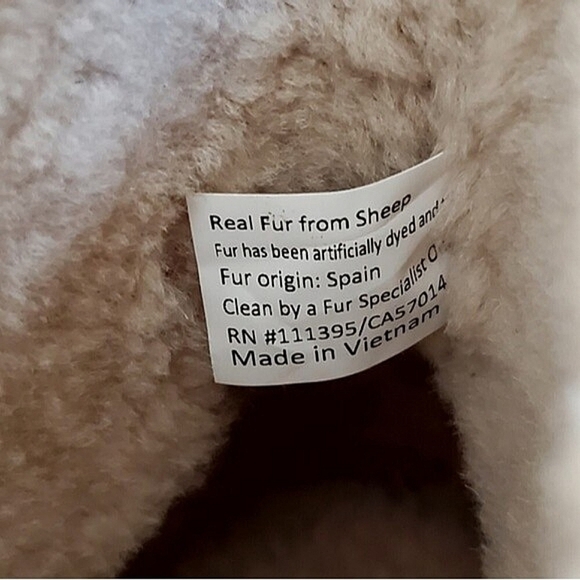 Real Fur from Sheep
Fur has been artificially dyed and
Fur origin: Spain
Clean by a Fur Specialist
RN #111395/CA57014
Made in Vietnam